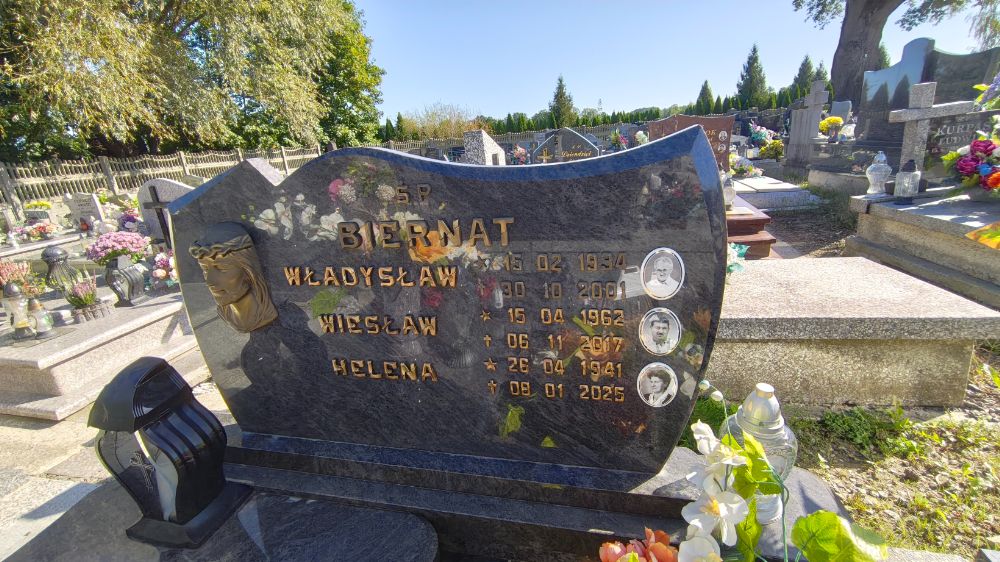 Ś.P.
BIERNAT
WŁADYSŁAW * 15 02 1934
30 10 2001
WIESŁAW * 15 04 1962
✝ 06 11 2017
HELENA * 26 04 1941
✝ 08 01 2025